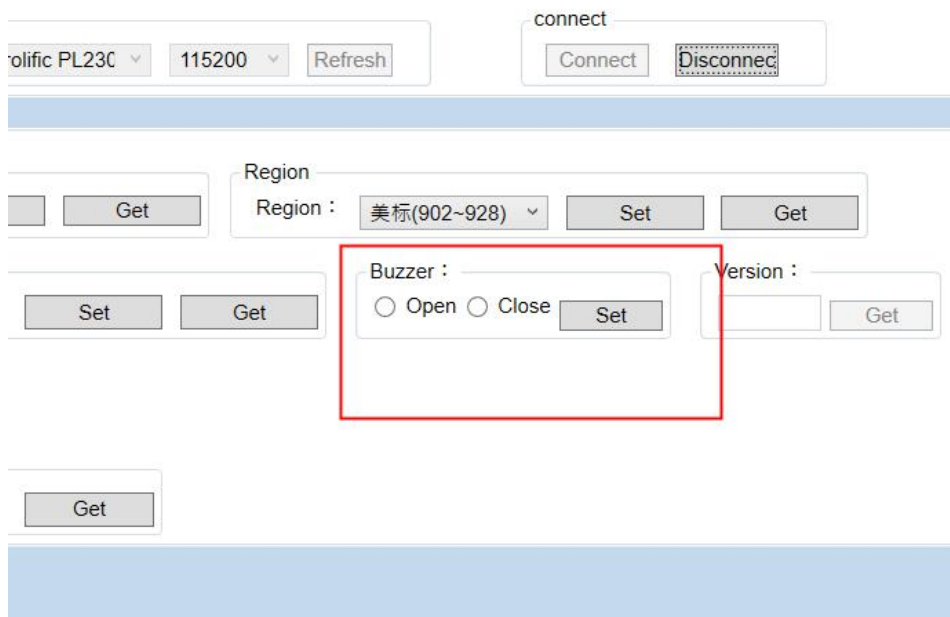 connect
rolific PL230 115200 Refresh Connect Disconnec
Region
Get Region： 美标(902~928) Set Get
Buzzer： Version：
Set Get Open Close Set Get
Get